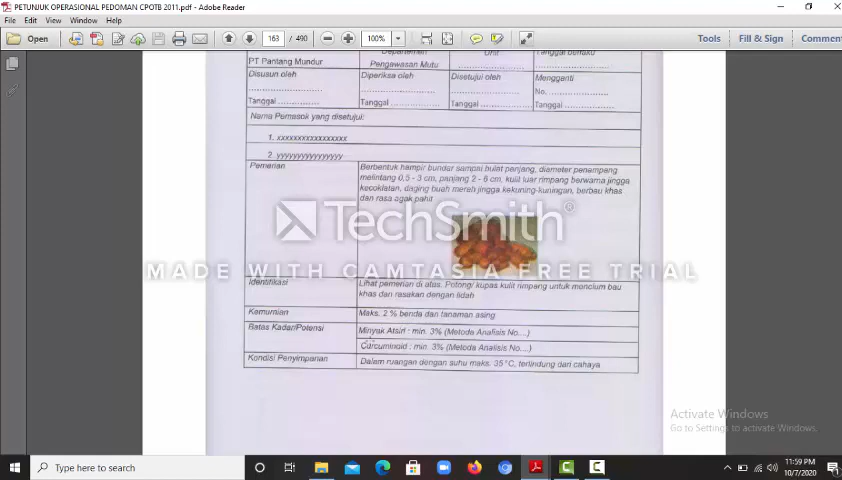 PETUNJUK OPERASIONAL PEDOMAN CPOTB 2011.pdf - Adobe Reader
File Edit View Window Help
Open 163 / 490 100% Tools Fill & Sign Comment
PT Pantang Mundur
Departemen
Pengawasan Mutu
Unit
Disusun oleh
Tanggal ..............
Diperiksa oleh
Tanggal ..............
Disetujui oleh
Tanggal ..............
Mengganti
No. ....................
Tanggal ..............
Nama Pemasok yang disetujui:
1. xxxxxxxxxxxxxxxxx
2. yyyyyyyyyyyyyyyy
Pemerian
Berbentuk hampir bundar sampai bulat panjang, diameter penampang
melintang 0,5 - 3 cm, panjang 2 - 6 cm, kulit luar rimpang berwarna jingga
kecoklatan, daging buah merah jingga kekuning-kuningan, berbau khas
dan rasa agak pahit
TechSmith®
MADE WITH CAMTASIA FREE TRIAL
Identifikasi
Lihat pemerian di atas. Potong/ kupas kulit rimpang untuk mencium bau
khas dan rasakan dengan lidah
Kemurnian
Maks. 2 % benda dan tanaman asing
Batas Kadar/Potensi
Minyak Atsiri : min. 3% (Metoda Analisis No....)
Curcuminoid : min. 3% (Metoda Analisis No....)
Kondisi Penyimpanan
Dalam ruangan dengan suhu maks. 35°C, terlindung dari cahaya
Activate Windows
Go to Settings to activate Windows.
Type here to search
11:59 PM
10/7/2020